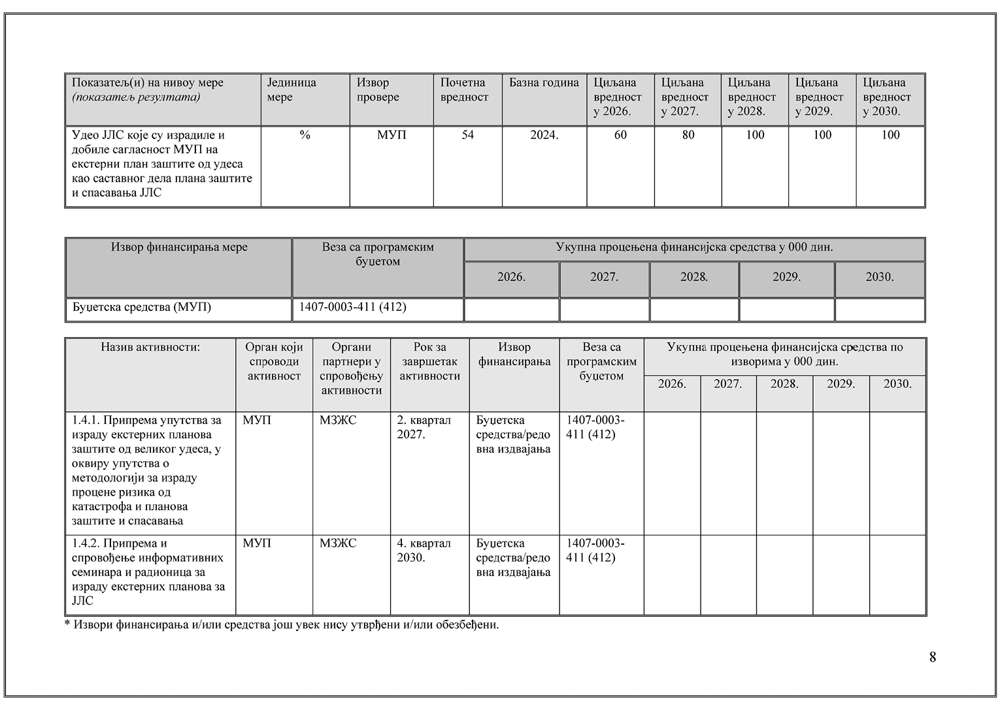 Показатељ(и) на нивоу мере
(показатељ резултата)
Јединица
мере
Извор
провере
Почетна
вредност
Базна година
Циљана
вредност
у 2026.
Циљана
вредност
у 2027.
Циљана
вредност
у 2028.
Циљана
вредност
у 2029.
Циљана
вредност
у 2030.
Удео ЈЛС које су израдиле и
добиле сагласност МУП на
екстерни план заштите од удеса
као саставног дела плана заштите
и спасавања ЈЛС
%
МУП
54
2024.
60
80
100
100
100
Извор финансирања мере
Веза са програмским
буџетом
Укупна процењена финансијска средства у 000 дин.
2026.
2027.
2028.
2029.
2030.
Буџетска средства (МУП)
1407-0003-411 (412)
Назив активности:
Орган који
спроводи
активност
Органи
партнери у
спровођењу
активности
Рок за
завршетак
активности
Извор
финансирања
Веза са
програмским
буџетом
Укупна процењена финансијска средства по
изворима у 000 дин.
2026.
2027.
2028.
2029.
2030.
1.4.1. Припрема упутства за
израду екстерних планова
заштите од великог удеса, у
оквиру упутства о
методологији за израду
процене ризика од
катастрофа и планова
заштите и спасавања
МУП
МЗЖС
2. квартал
2027.
Буџетска
средства/редо
вна издвајања
1407-0003-
411 (412)
1.4.2. Припрема и
спровођење информативних
семинара и радионица за
израду екстерних планова за
ЈЛС
МУП
МЗЖС
4. квартал
2030.
Буџетска
средства/редо
вна издвајања
1407-0003-
411 (412)
* Извори финансирања и/или средства још увек нису утврђени и/или обезбеђени.
8